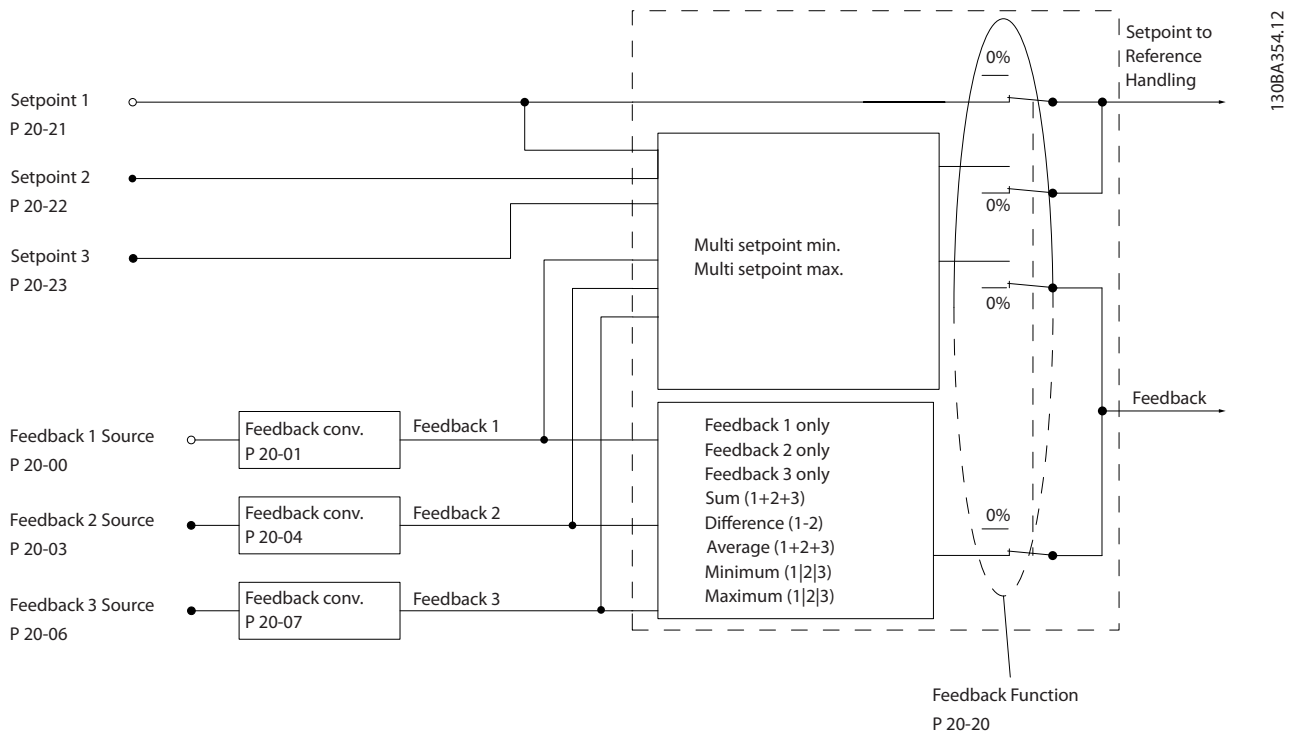 130BA354.12
Setpoint to
Reference
Handling
0%
Setpoint 1
P 20-21
Setpoint 2
P 20-22
0%
Setpoint 3
P 20-23
Multi setpoint min.
Multi setpoint max.
0%
Feedback
Feedback 1 Source
P 20-00
Feedback conv.
P 20-01
Feedback 1
Feedback 2 Source
P 20-03
Feedback conv.
P 20-04
Feedback 2
Feedback 3 Source
P 20-06
Feedback conv.
P 20-07
Feedback 3
Feedback 1 only
Feedback 2 only
Feedback 3 only
Sum (1+2+3)
Difference (1-2)
Average (1+2+3)
Minimum (1|2|3)
Maximum (1|2|3)
0%
Feedback Function
P 20-20